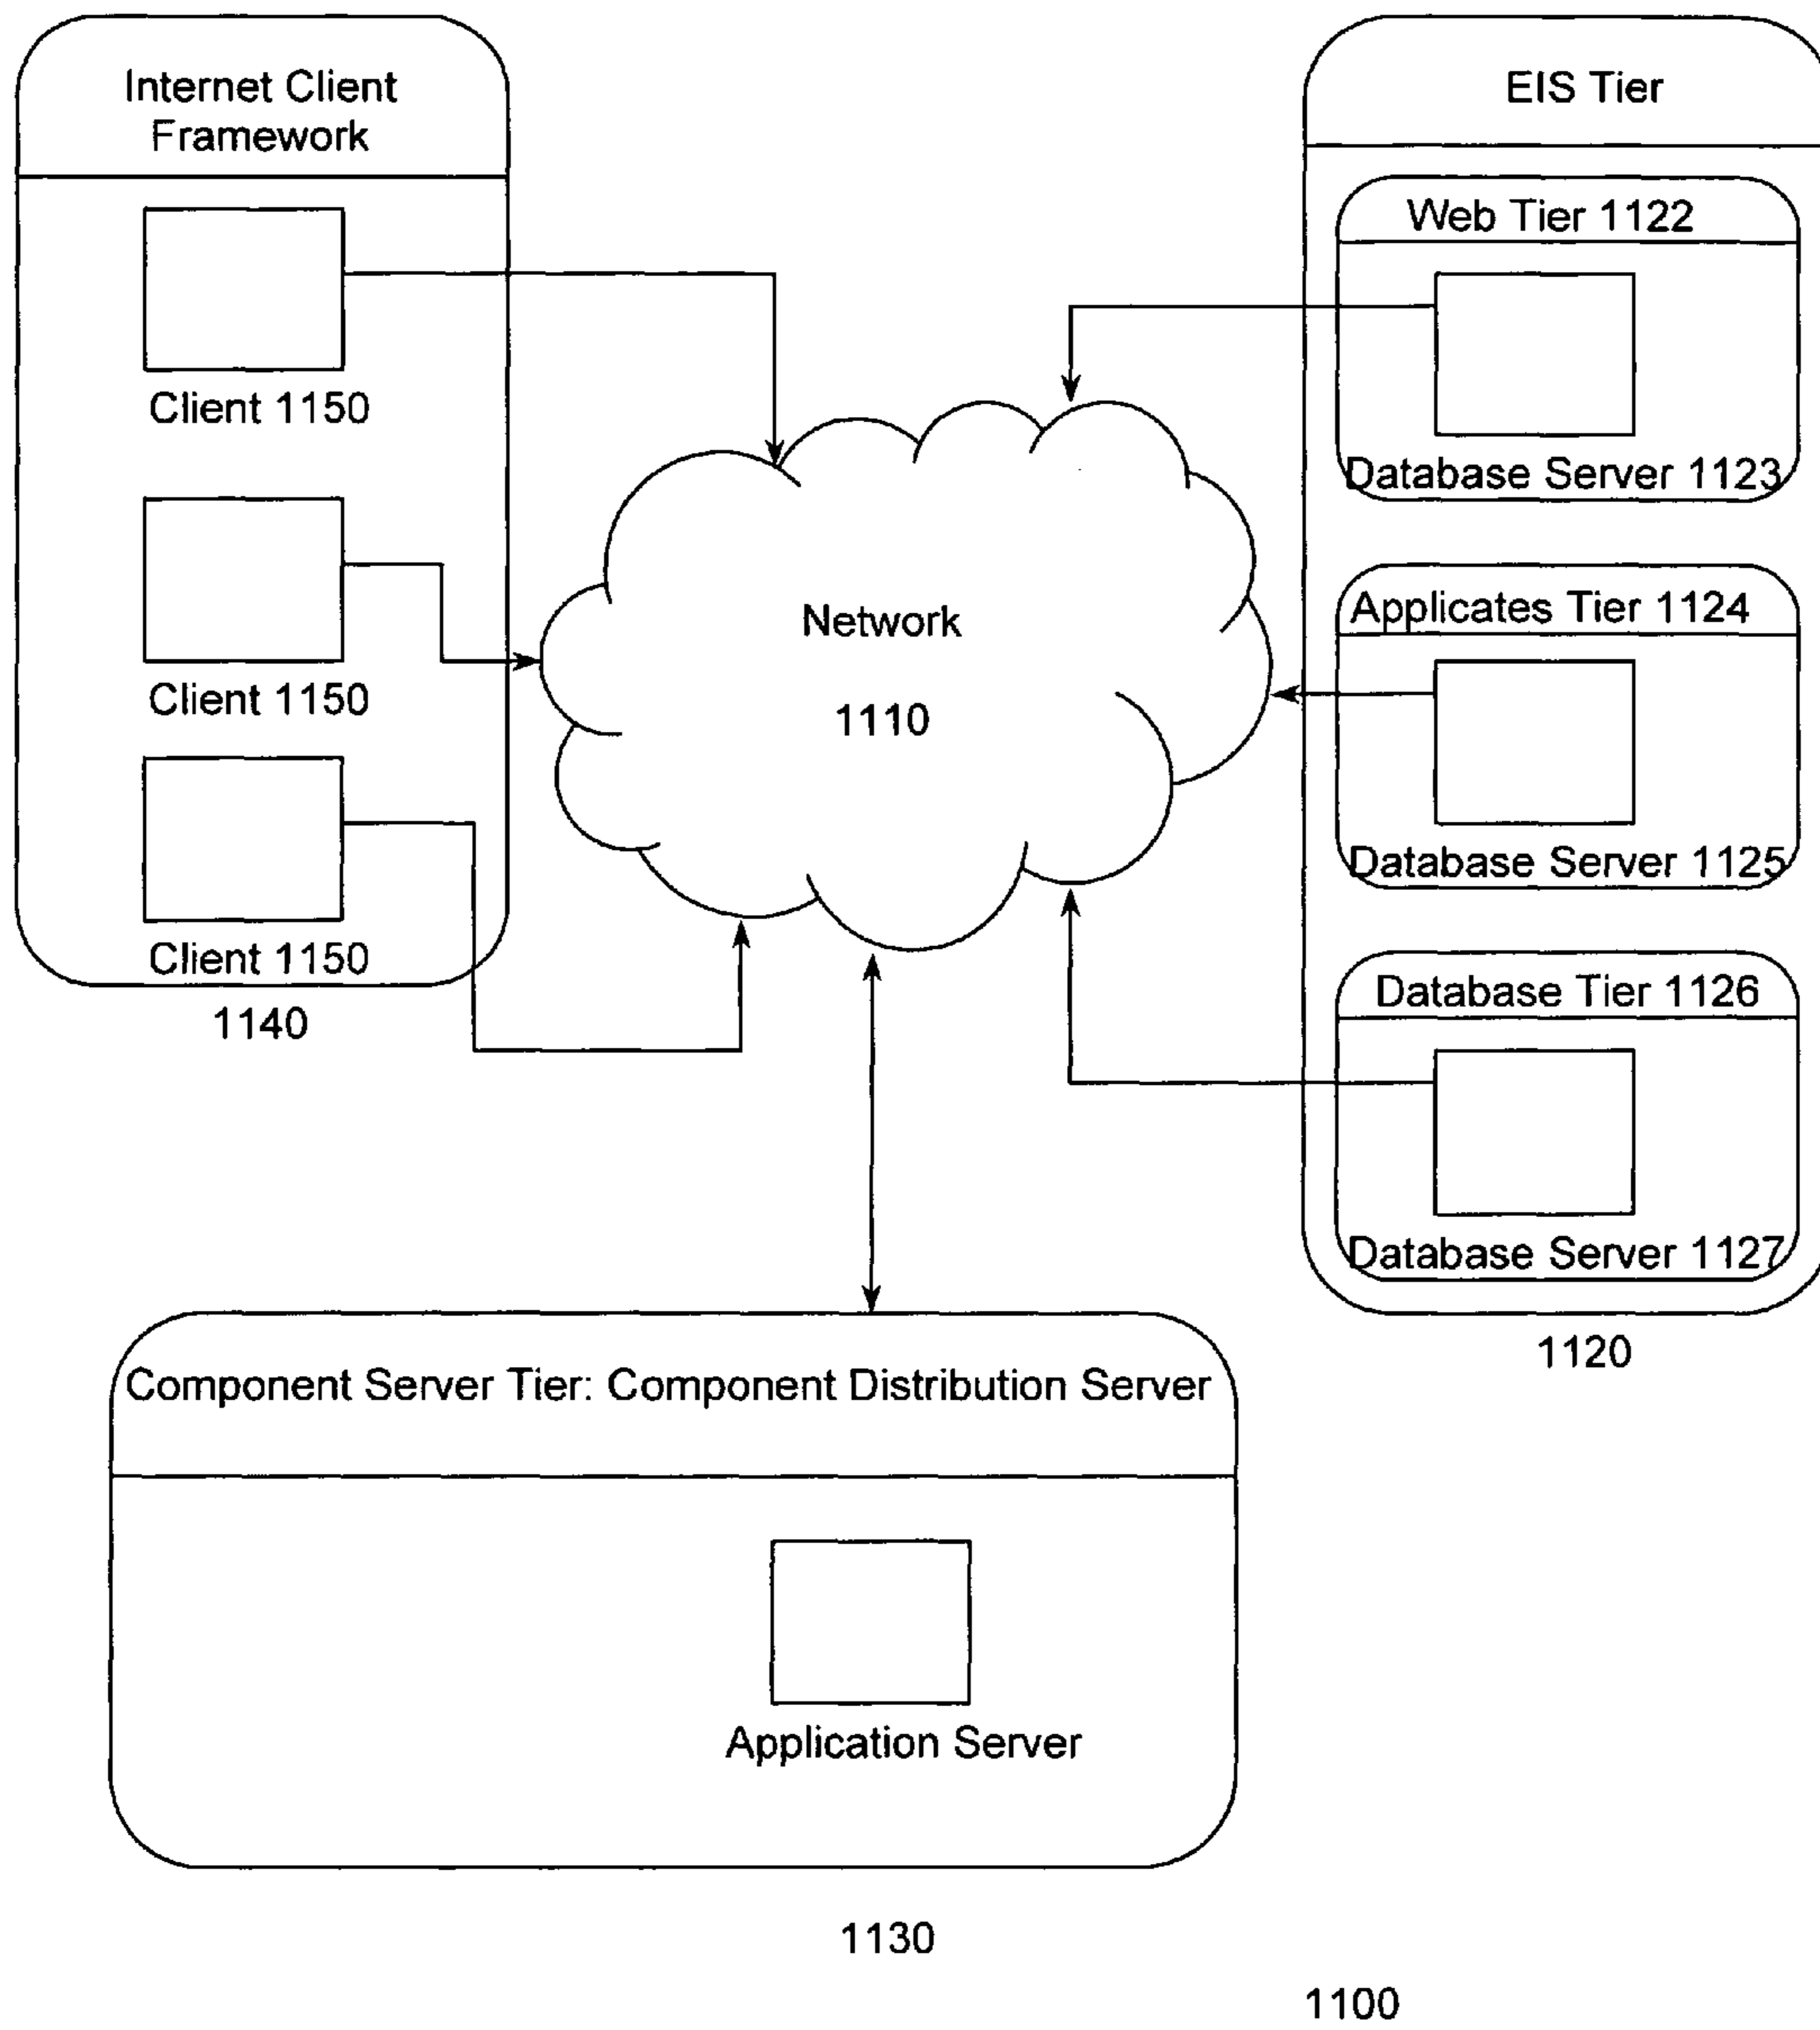 Internet Client
Framework
Client 1150
Client 1150
Client 1150
1140
Network
1110
EIS Tier
Web Tier 1122
Database Server 1123
Applicates Tier 1124
Database Server 1125
Database Tier 1126
Database Server 1127
1120
Component Server Tier: Component Distribution Server
Application Server
1130
1100